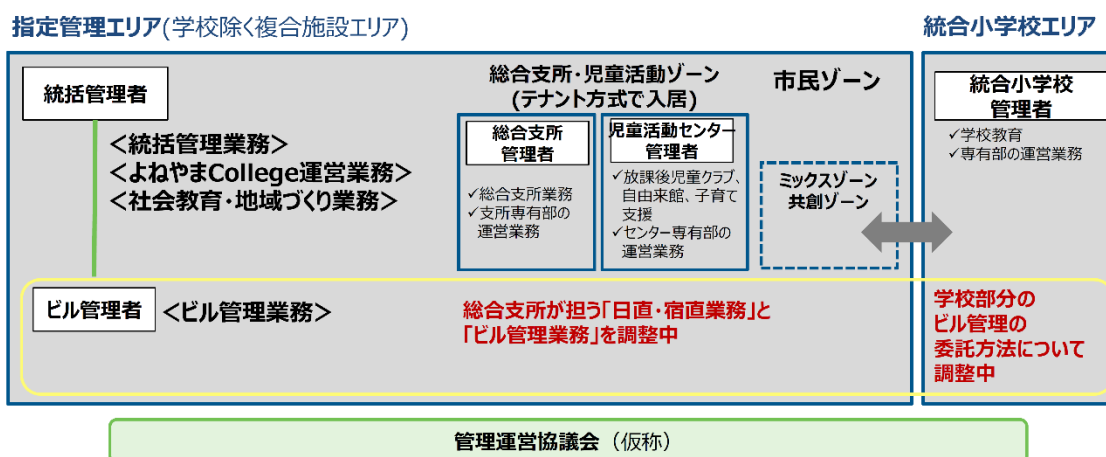 指定管理エリア(学校除く複合施設エリア)
統合小学校エリア
統括管理者
＜統括管理業務＞
＜よねやまCollege運営業務＞
＜社会教育・地域づくり業務＞
総合支所・児童活動ゾーン
(テナント方式で入居)
総合支所
管理者
✓総合支所業務
✓支所専有部の
運営業務
児童活動センター
管理者
✓放課後児童クラブ、
自由来館、子育て
支援
✓センター専有部の
運営業務
市民ゾーン
ミックスゾーン
共創ゾーン
統合小学校
管理者
✓学校教育
✓専有部の運営業務
ビル管理者
＜ビル管理業務＞
総合支所が担う「日直・宿直業務」と
「ビル管理業務」を調整中
学校部分の
ビル管理の
委託方法について
調整中
管理運営協議会（仮称）